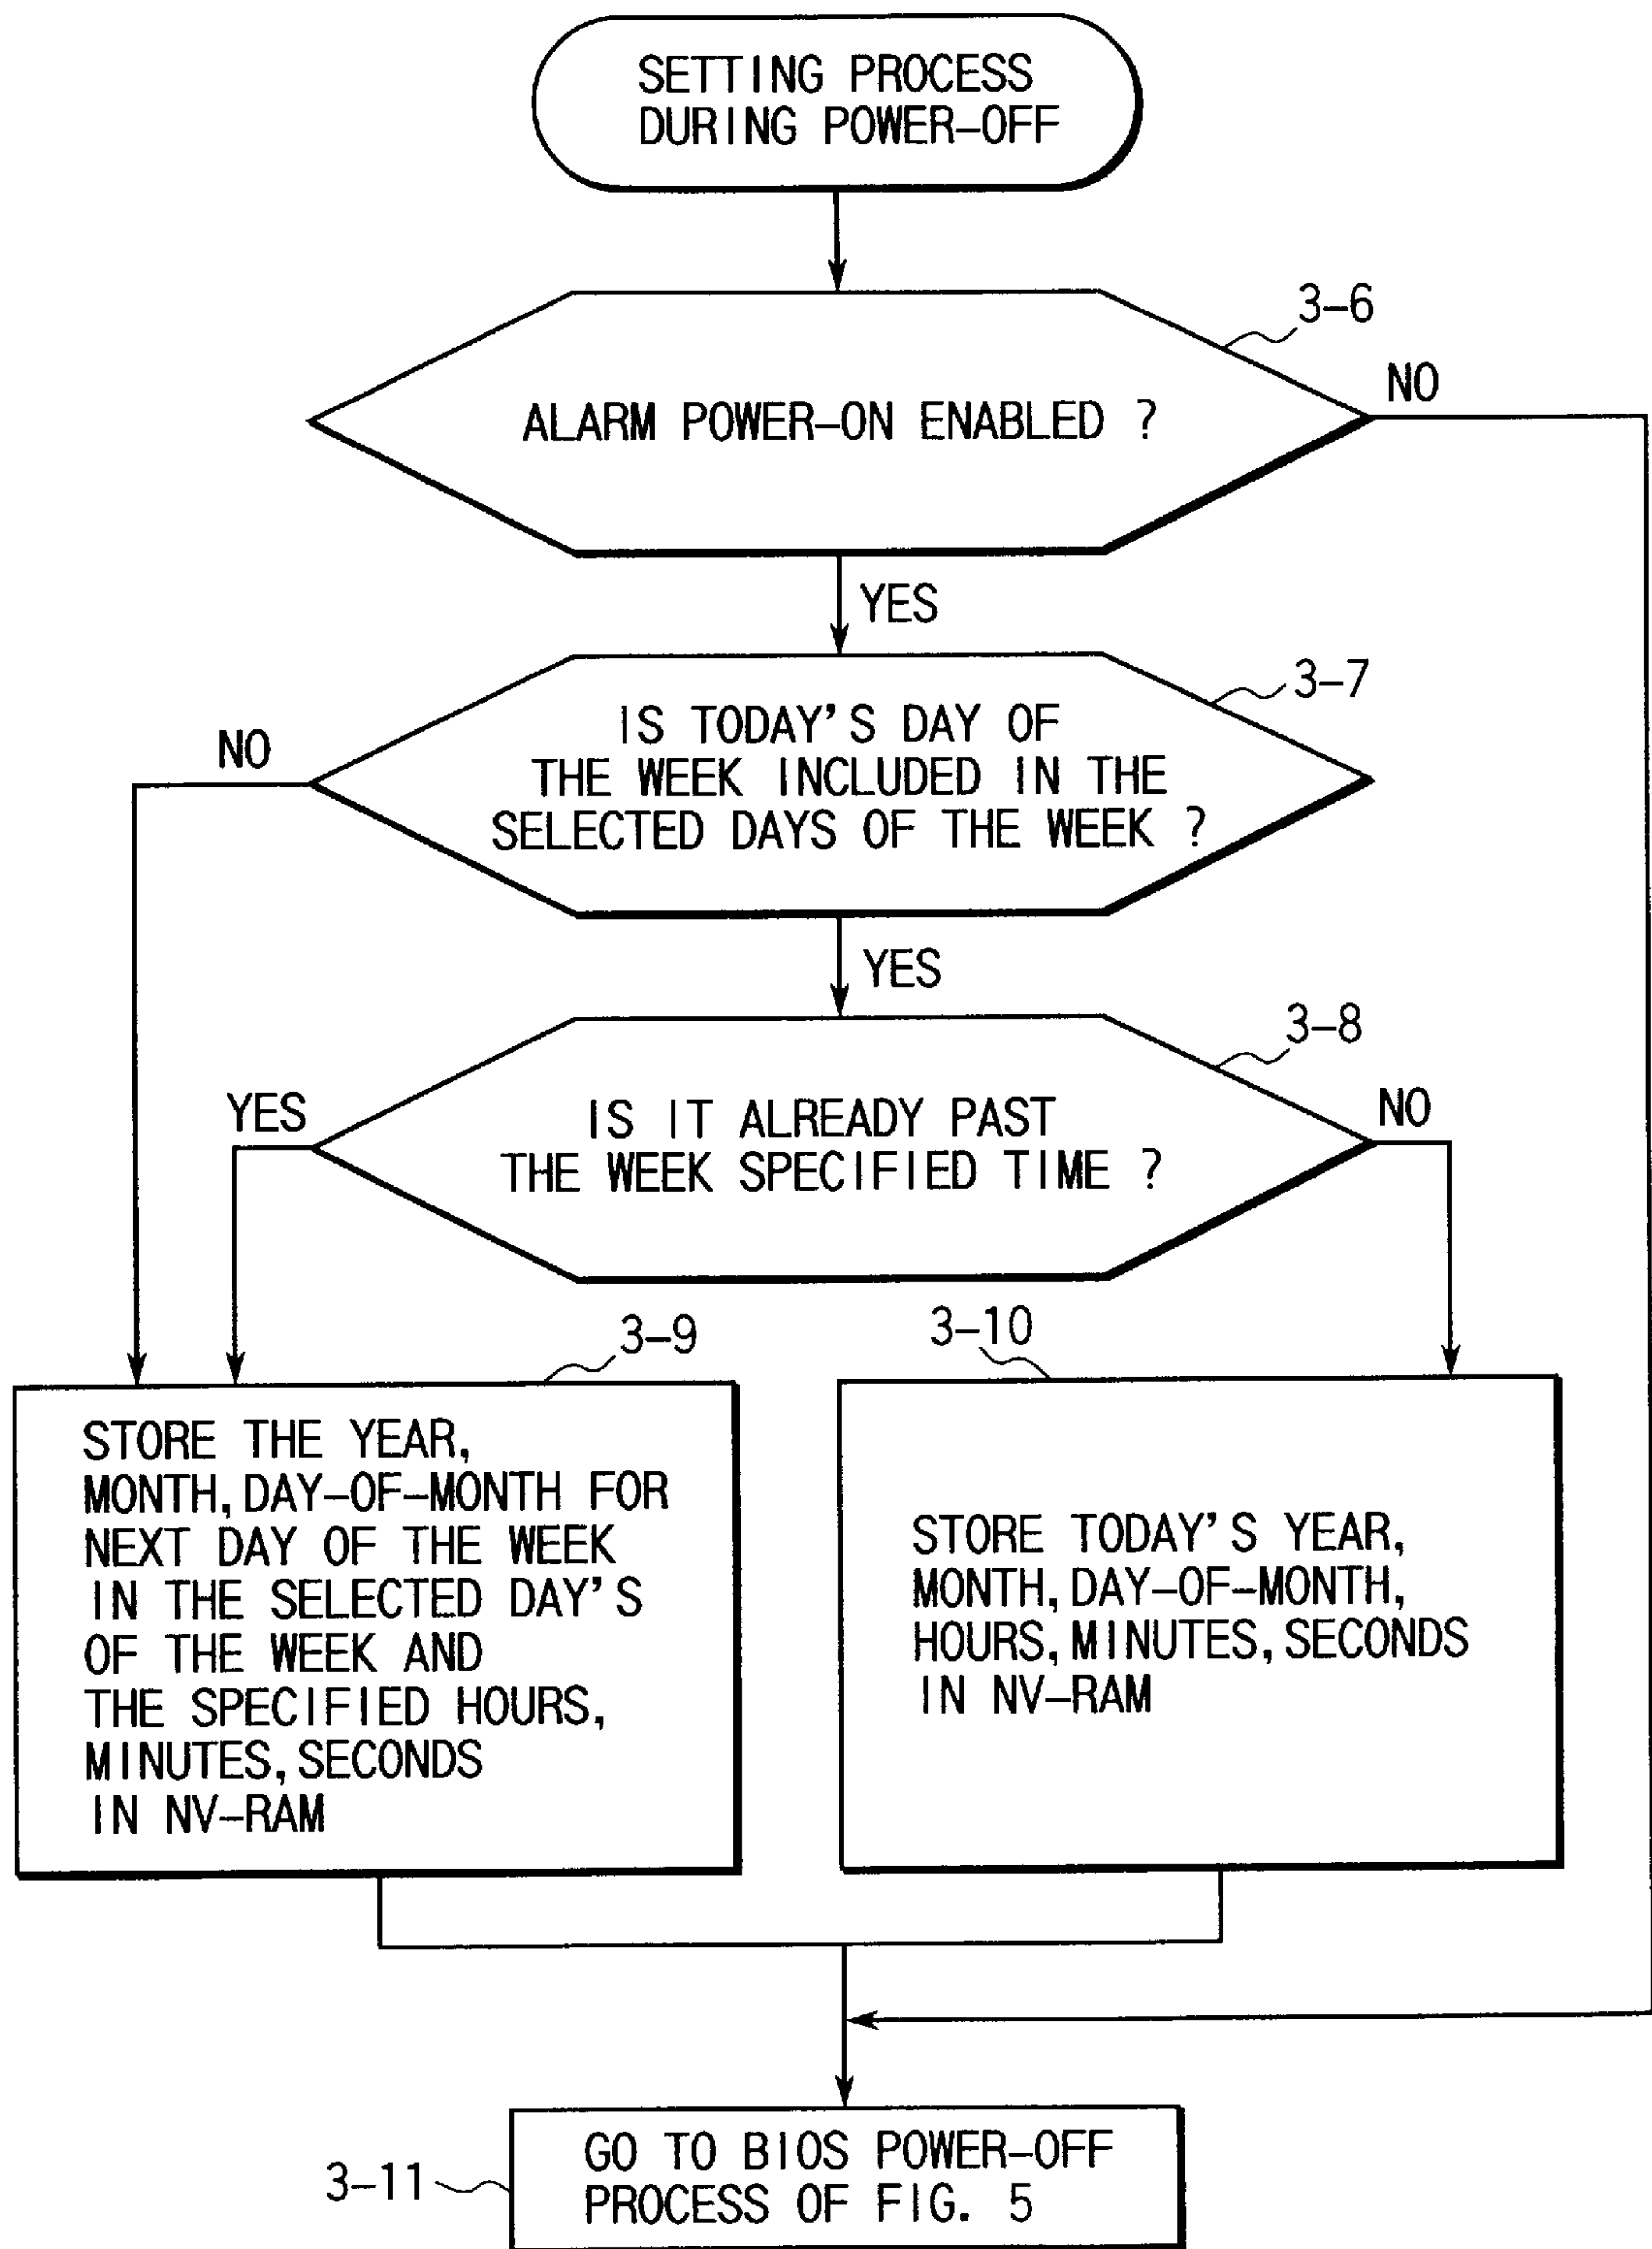 SETTING PROCESS
DURING POWER-OFF
3-6
ALARM POWER-ON ENABLED ?
NO
YES
3-7
IS TODAY'S DAY OF
THE WEEK INCLUDED IN THE
SELECTED DAYS OF THE WEEK ?
NO
YES
3-8
IS IT ALREADY PAST
THE WEEK SPECIFIED TIME ?
YES
NO
3-9
STORE THE YEAR,
MONTH, DAY-OF-MONTH FOR
NEXT DAY OF THE WEEK
IN THE SELECTED DAY'S
OF THE WEEK AND
THE SPECIFIED HOURS,
MINUTES, SECONDS
IN NV-RAM
3-10
STORE TODAY'S YEAR,
MONTH, DAY-OF-MONTH,
HOURS, MINUTES, SECONDS
IN NV-RAM
3-11
GO TO BIOS POWER-OFF
PROCESS OF FIG. 5